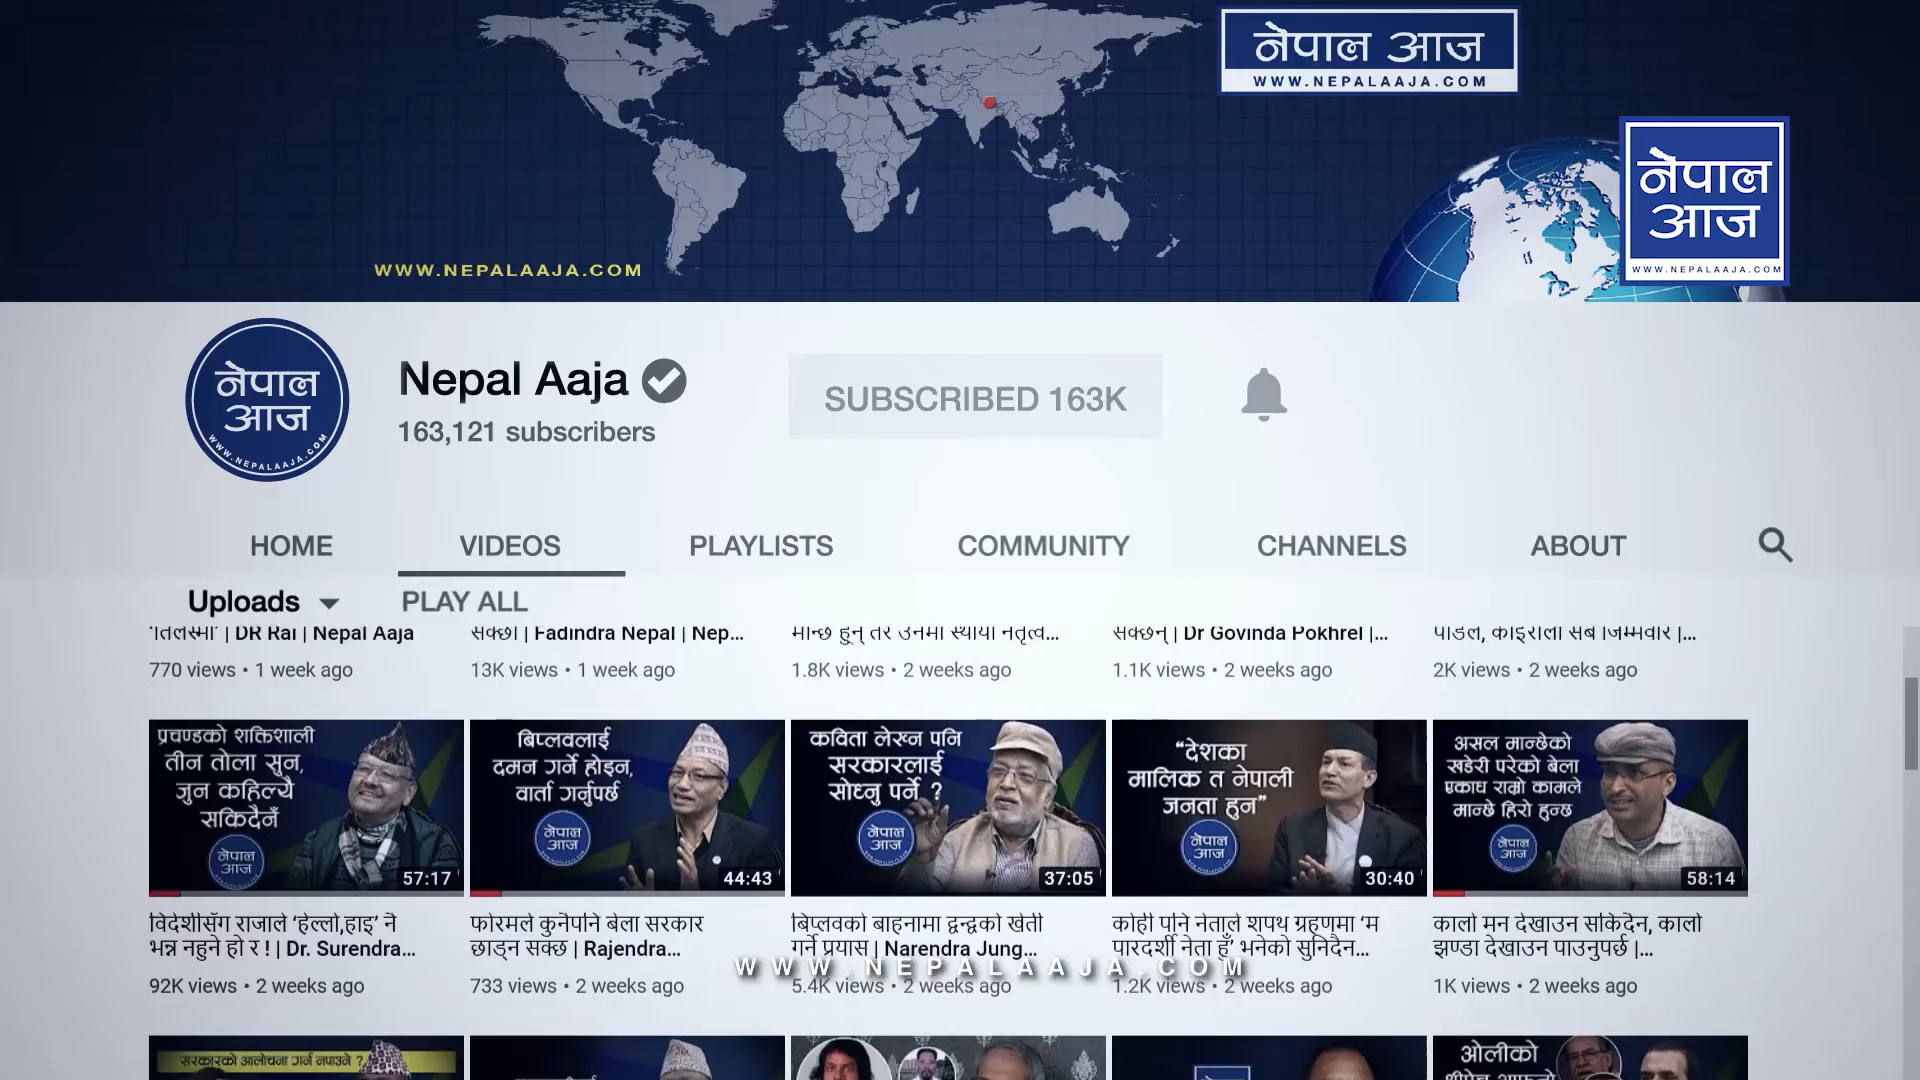 नेपाल आज
WWW.NEPALAAJA.COM
नेपाल
आज
WWW.NEPALAAJA.COM
WWW.NEPALAAJA.COM
नेपाल
आज
WWW.NEPALAAJA.COM
Nepal Aaja
163,121 subscribers
SUBSCRIBED 163K
HOME
VIDEOS
PLAYLISTS
COMMUNITY
CHANNELS
ABOUT
Uploads
PLAY ALL
| DR Rai | Nepal Aaja
770 views • 1 week ago
| Fadindra Nepal | Nep...
13K views • 1 week ago
1.8K views • 2 weeks ago
| Dr Govinda Pokhrel |...
1.1K views • 2 weeks ago
2K views • 2 weeks ago
प्रचण्डको शक्तिशाली
तीन तोला सुन,
जुन कहिल्यै
सकिदैनँ
नेपाल
आज
57:17
विदेशीसँग राजाले ‘हेल्लो,हाइ’ नै
भन्न नहुने हो र ! | Dr. Surendra...
92K views • 2 weeks ago
बिप्लवलाई
दमन गर्ने होइन,
वार्ता गर्नुपर्छ
नेपाल
आज
44:43
फोरमले कुनैपनि बेला सरकार
छाड्न सक्छ | Rajendra...
733 views • 2 weeks ago
कविता लेख्न पनि
सरकारलाई
सोध्नु पर्ने ?
नेपाल
आज
37:05
बिप्लवको बाहनामा द्वन्द्वको खेती
गर्ने प्रयास | Narendra Jung...
5.4K views • 2 weeks ago
“देशका
मालिक त नेपाली
जनता हुन”
नेपाल
आज
30:40
कोही पनि नेताले शपथ ग्रहणमा ‘म
पारदर्शी नेता हुँ’ भनेको सुनिदैन...
1.2K views • 2 weeks ago
असल मान्छेको
खडेरी परेको बेला
एकाध राम्रो कामले
मान्छे हिरो हुन्छ
नेपाल
आज
58:14
कालो मन देखाउन सकिदैन, कालो
झण्डा देखाउन पाउनुपर्छ |...
1K views • 2 weeks ago
WWW.NEPALAAJA.COM
सरकारको आलोचना गर्न नपाउने ?
ओलीको